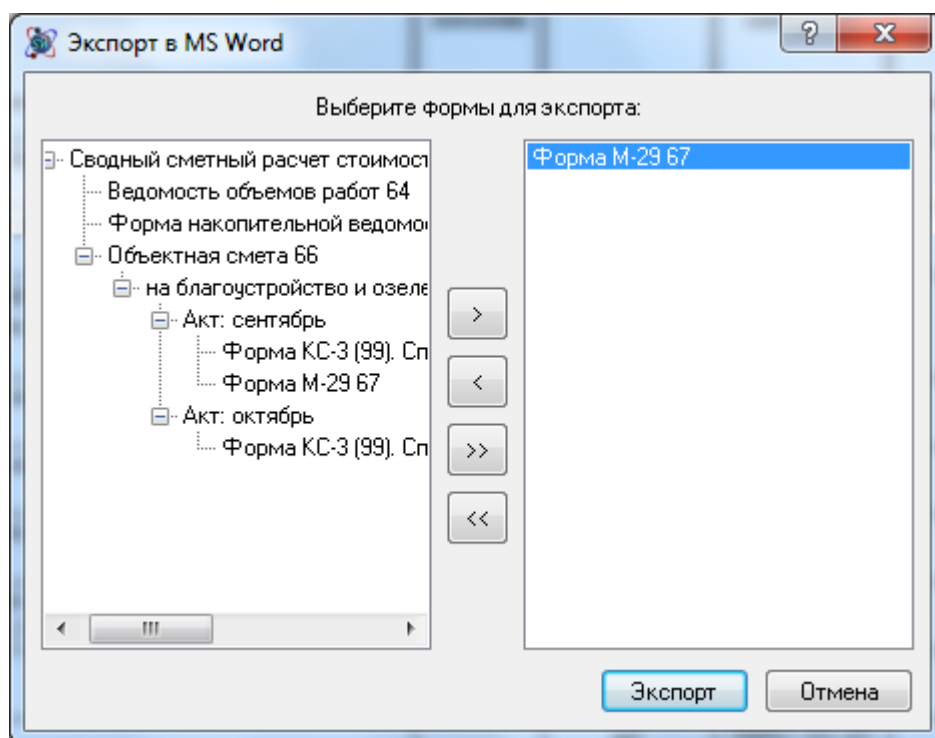 Экспорт в MS Word
Выберите формы для экспорта:
Сводный сметный расчет стоимост
Ведомость объемов работ 64
Форма накопительной ведомо
Объектная смета 66
на благоустройство и озеле
Акт: сентябрь
Форма КС-3 (99). Сп
Форма М-29 67
Акт: октябрь
Форма КС-3 (99). Сп
>
<
>>
<<
Форма М-29 67
Экспорт
Отмена